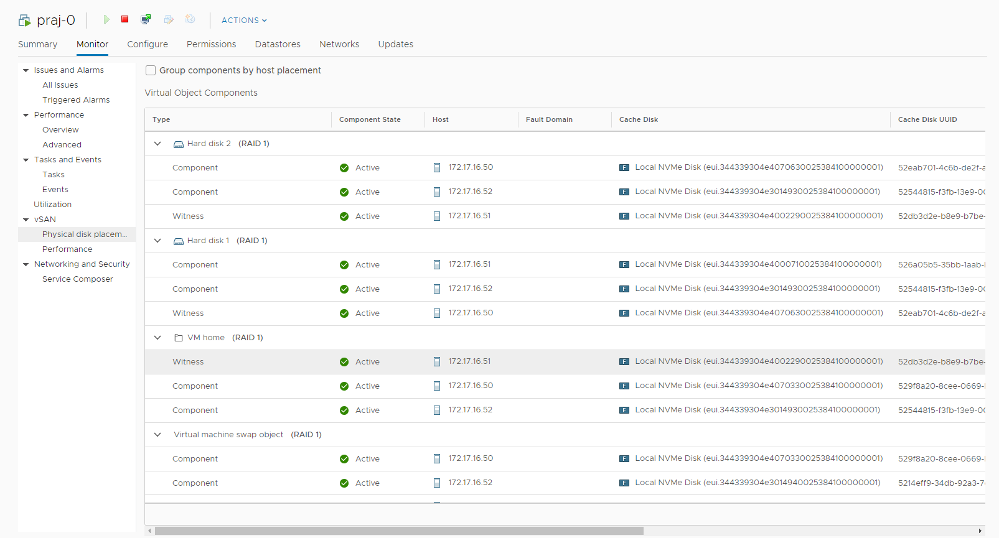 praj-0 ACTIONS
Summary Monitor Configure Permissions Datastores Networks Updates
Issues and Alarms
All Issues
Triggered Alarms
Performance
Overview
Advanced
Tasks and Events
Tasks
Events
Utilization
vSAN
Physical disk placem...
Performance
Networking and Security
Service Composer
Group components by host placement
Virtual Object Components
Type Component State Host Fault Domain Cache Disk Cache Disk UUID
Hard disk 2 (RAID 1)
Component Active 172.17.16.50 F Local NVMe Disk (eui.344339304e4070630025384100000001) 52eab701-4c6b-de2f-a
Component Active 172.17.16.52 F Local NVMe Disk (eui.344339304e3014930025384100000001) 52544815-f3fb-13e9-00
Witness Active 172.17.16.51 F Local NVMe Disk (eui.344339304e4002290025384100000001) 52db3d2e-b8e9-b7be-
Hard disk 1 (RAID 1)
Component Active 172.17.16.51 F Local NVMe Disk (eui.344339304e4000710025384100000001) 526a05b5-35bb-1aab-
Component Active 172.17.16.52 F Local NVMe Disk (eui.344339304e3014930025384100000001) 52544815-f3fb-13e9-00
Witness Active 172.17.16.50 F Local NVMe Disk (eui.344339304e4070630025384100000001) 52eab701-4c6b-de2f-a
VM home (RAID 1)
Witness Active 172.17.16.51 F Local NVMe Disk (eui.344339304e4002290025384100000001) 52db3d2e-b8e9-b7be-
Component Active 172.17.16.50 F Local NVMe Disk (eui.344339304e4070330025384100000001) 529f8a20-8cee-0669-
Component Active 172.17.16.52 F Local NVMe Disk (eui.344339304e3014930025384100000001) 52544815-f3fb-13e9-00
Virtual machine swap object (RAID 1)
Component Active 172.17.16.50 F Local NVMe Disk (eui.344339304e4070330025384100000001) 529f8a20-8cee-0669-
Component Active 172.17.16.52 F Local NVMe Disk (eui.344339304e3014940025384100000001) 5214eff9-34db-92a3-7